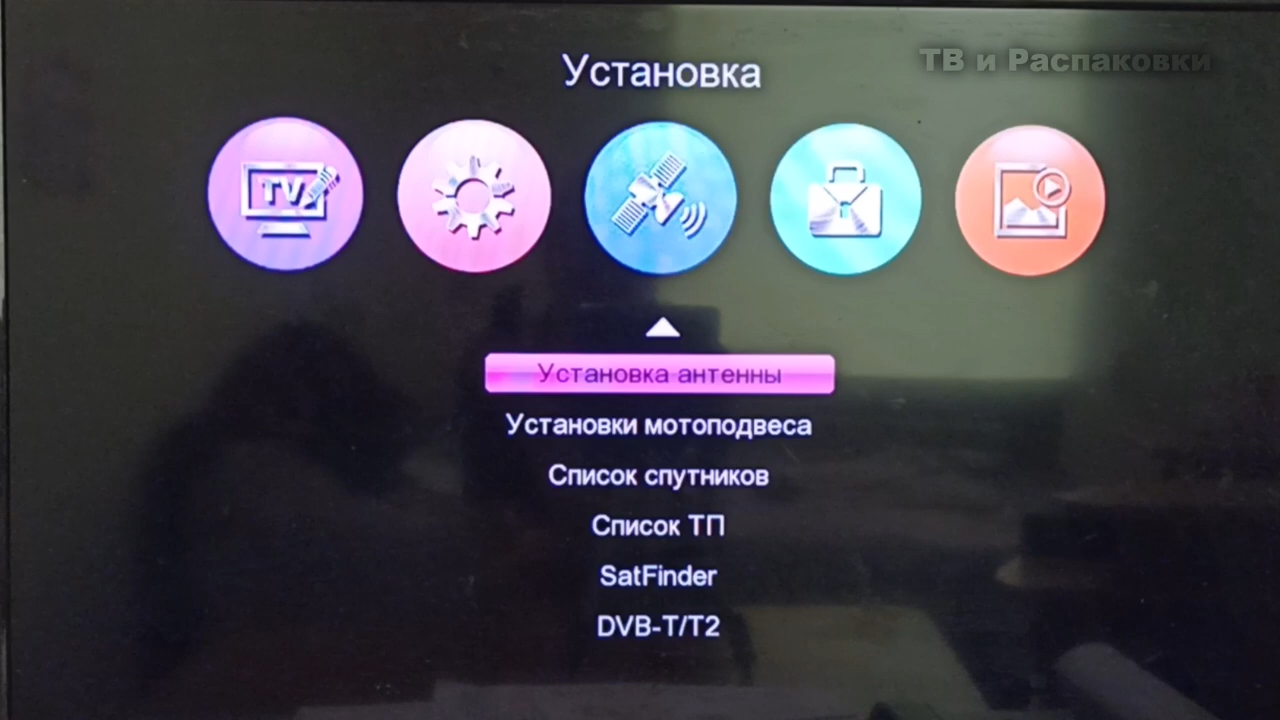 Установка
ТВ и Распаковки
TV
Установка антенны
Установки мотоподвеса
Список спутников
Список ТП
SatFinder
DVB-T/T2